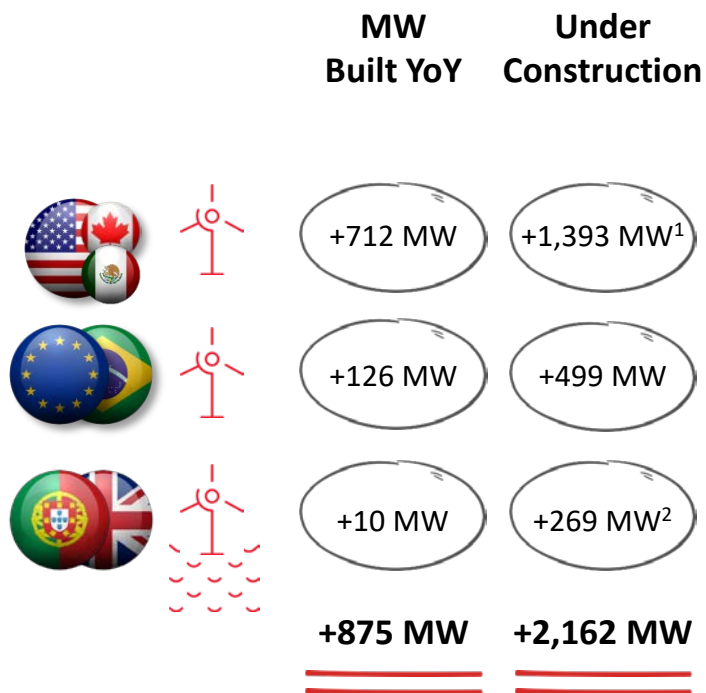 MW Under
Built YoY Construction
+712 MW +1,393 MW¹
+126 MW +499 MW
+10 MW +269 MW²
+875 MW +2,162 MW